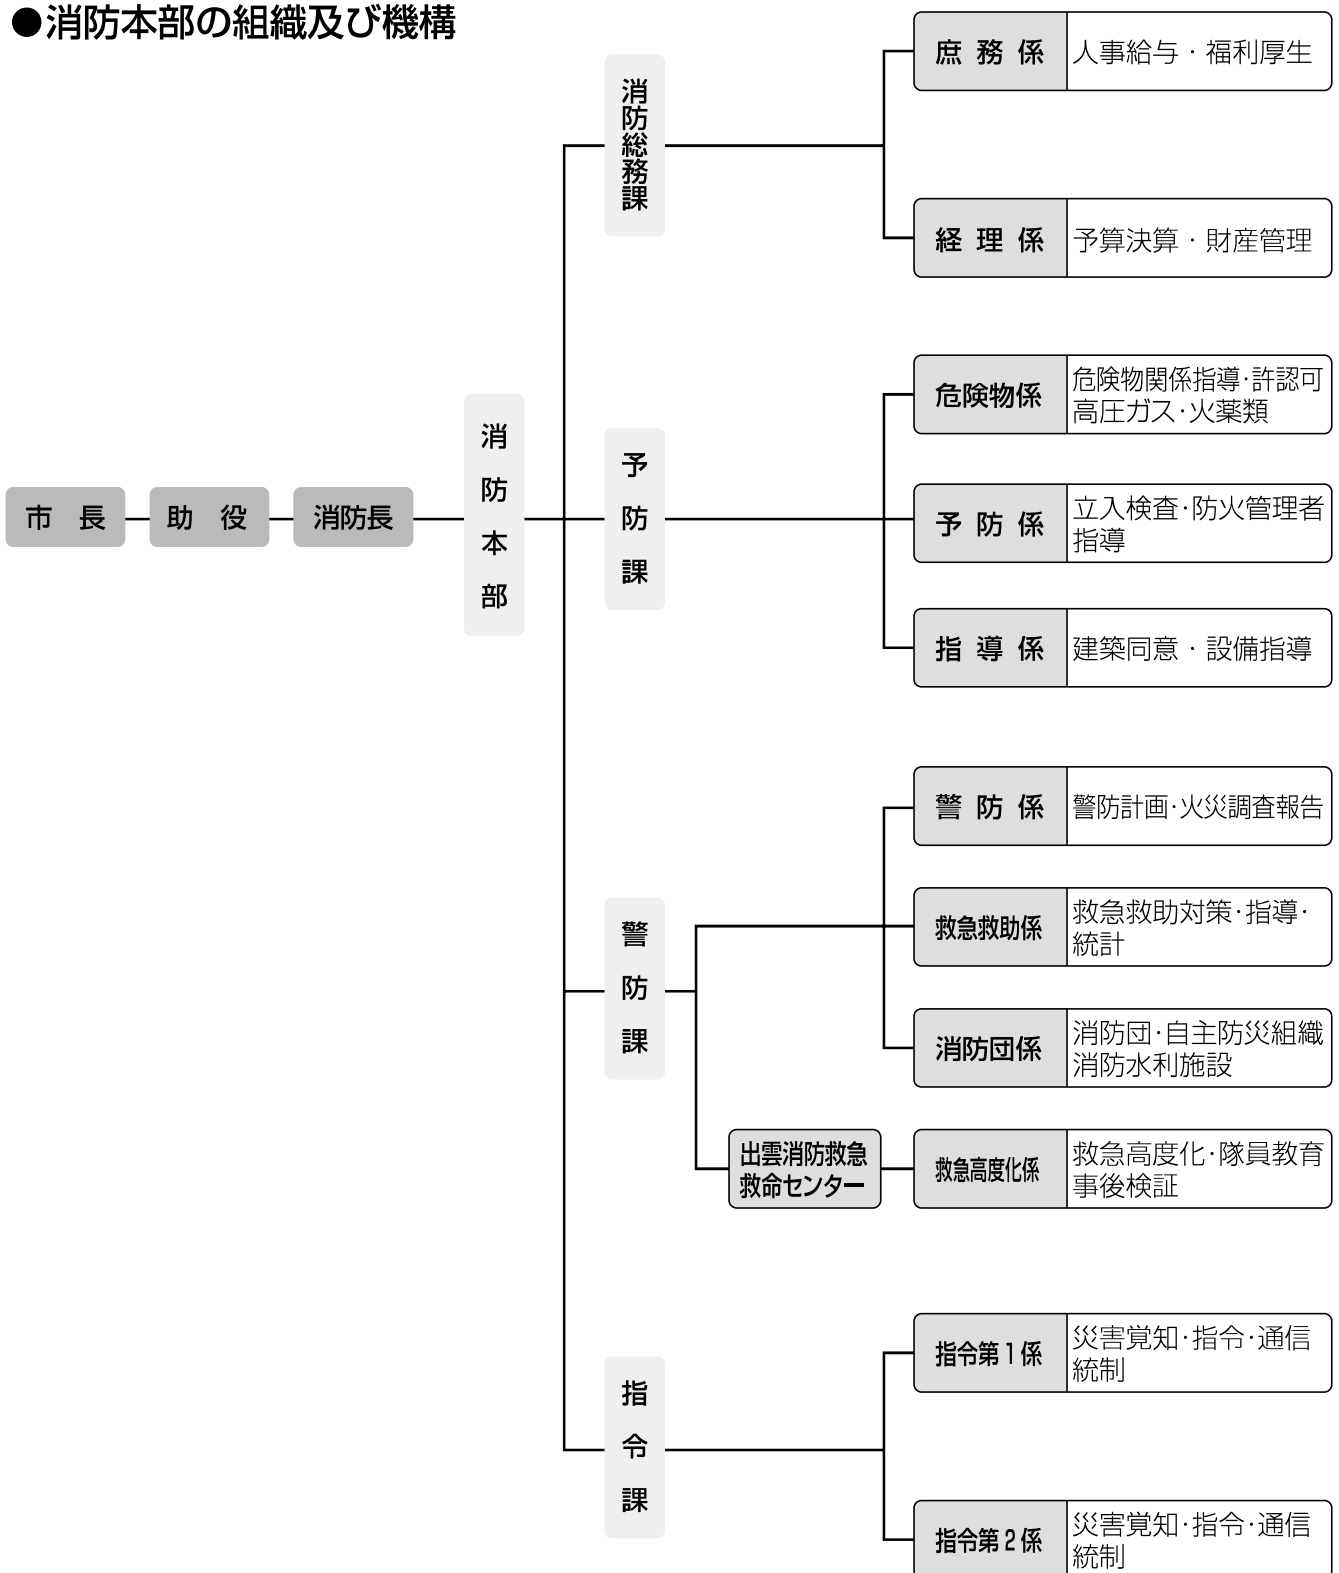 ●消防本部の組織及び機構
市長
助役
消防長
消防本部
消防総務課
庶務係
人事給与・福利厚生
経理係
予算決算・財産管理
予防課
危険物係
危険物関係指導・許認可
高圧ガス・火薬類
予防係
立入検査・防火管理者
指導
指導係
建築同意・設備指導
警防課
警防係
警防計画・火災調査報告
救急救助係
救急救助対策・指導・
統計
消防団係
消防団・自主防災組織
消防水利施設
出雲消防救急
救命センター
救急高度化係
救急高度化・隊員教育
事後検証
指令課
指令第1係
災害覚知・指令・通信
統制
指令第2係
災害覚知・指令・通信
統制